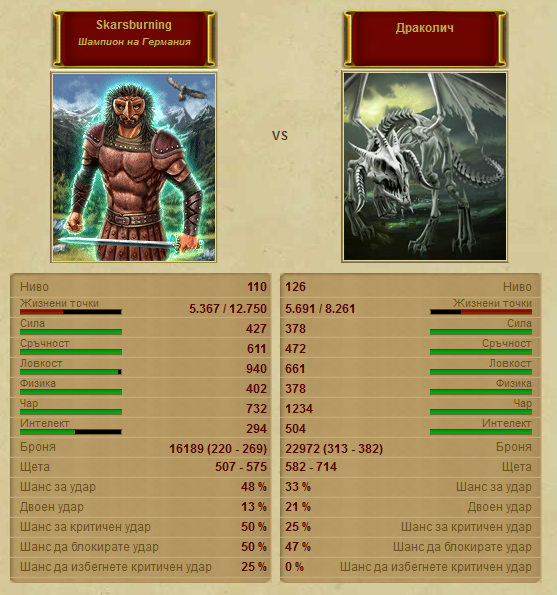 Skarsburning
Шампион на Германия
VS
Драколич
Ниво 110 126 Ниво
Жизнени точки 5.367 / 12.750 5.691 / 8.261 Жизнени точки
Сила 427 378 Сила
Сръчност 611 472 Сръчност
Ловкост 940 661 Ловкост
Физика 402 378 Физика
Чар 732 1234 Чар
Интелект 294 504 Интелект
Броня 16189 (220 - 269) 22972 (313 - 382) Броня
Щета 507 - 575 582 - 714 Щета
Шанс за удар 48 % 33 % Шанс за удар
Двоен удар 13 % 21 % Двоен удар
Шанс за критичен удар 50 % 25 % Шанс за критичен удар
Шанс да блокирате удар 50 % 47 % Шанс да блокирате удар
Шанс да избегнете критичен удар 25 % 0 % Шанс да избегнете критичен удар